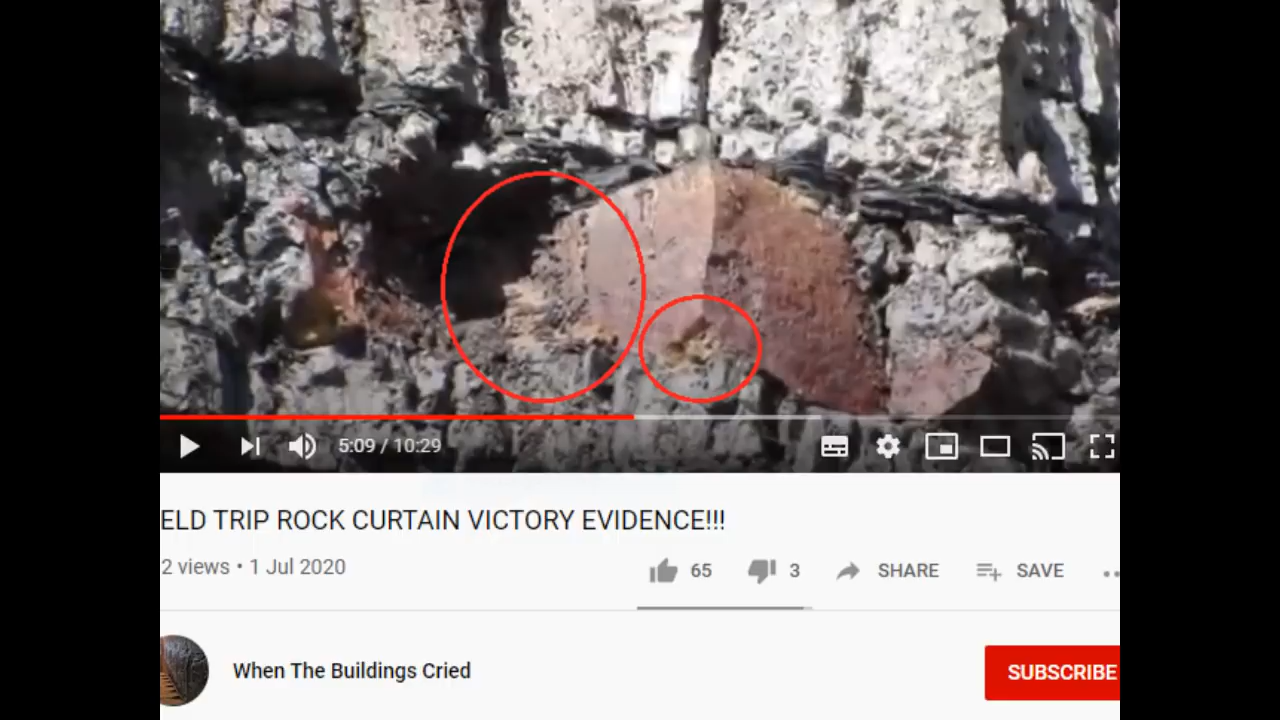 5:09 / 10:29
ELD TRIP ROCK CURTAIN VICTORY EVIDENCE!!!
2 views • 1 Jul 2020
65
3
SHARE
SAVE
When The Buildings Cried
SUBSCRIBE